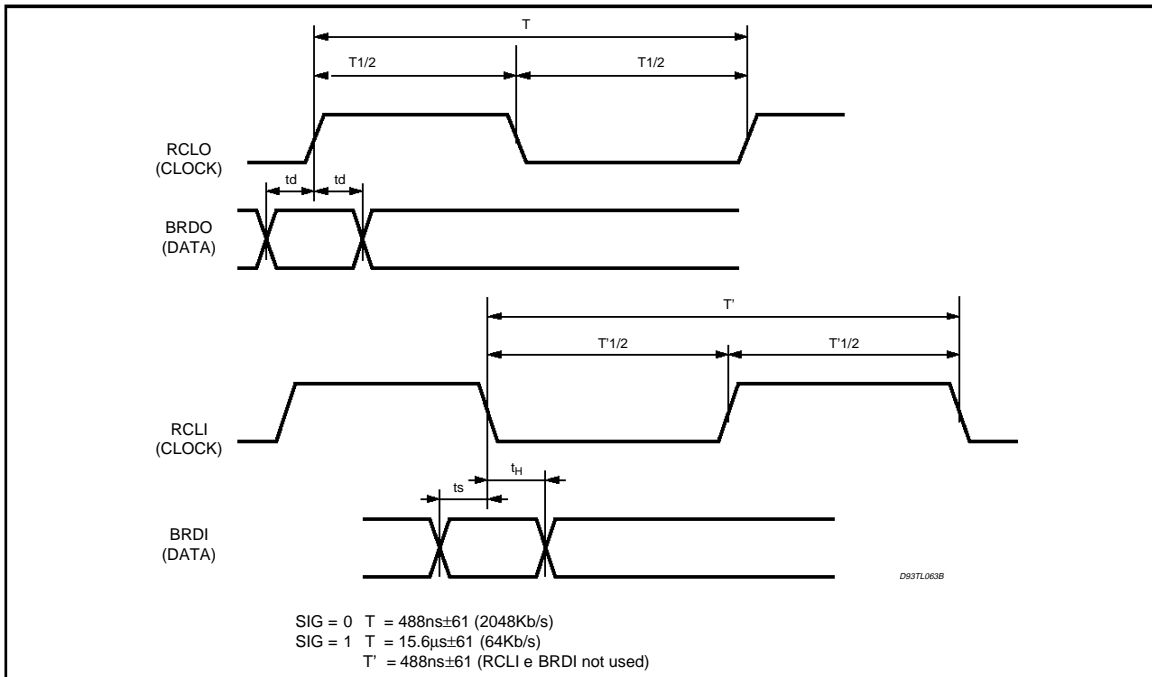 T
T1/2 T1/2
RCLO
(CLOCK)
td td
BRDO
(DATA)
T'
T'1/2 T'1/2
RCLI
(CLOCK)
ts tH
BRDI
(DATA)
D93TL063B
SIG = 0 T = 488ns±61 (2048Kb/s)
SIG = 1 T = 15.6µs±61 (64Kb/s)
T' = 488ns±61 (RCLI e BRDI not used)